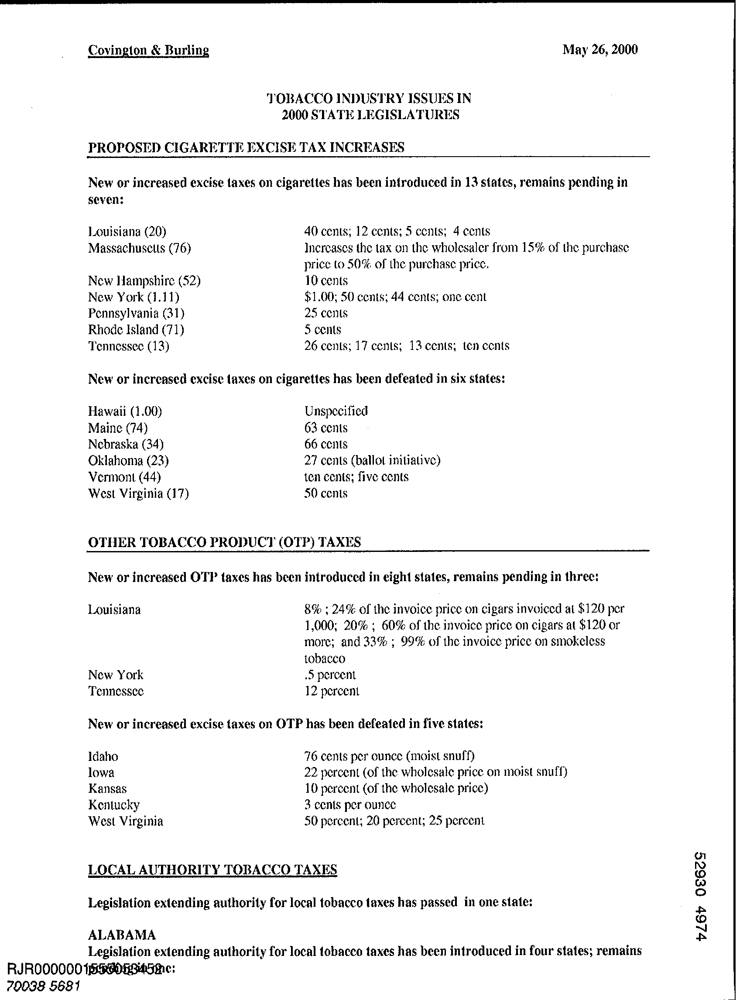 Covington & Burling May 26, 2000
TOBACCO INDUSTRY ISSUES IN
2000 STATE LEGISLATURES
PROPOSED CIGARETTE EXCISE TAX INCREASES
New or increased excise taxes on cigarettes has been introduced in 13 states, remains pending in
seven:
Louisiana (20) 40 cents; 12 cents; 5 cents; 4 cents
Massachusetts (76) Increases the tax on the wholesaler from 15% of the purchase
price to 50% of the purchase price.
New Hampshire (52) 10 cents
New York (1.11) $1.00; 50 cents; 44 cents; one cent
Pennsylvania (31) 25 cents
Rhode Island (71) 5 cents
Tennessee (13) 26 cents; 17 cents; 13 cents; ten cents
New or increased excise taxes on cigarettes has been defeated in six states:
Hawaii (1.00) Unspecified
Maine (74) 63 cents
Nebraska (34) 66 cents
Oklahoma (23) 27 cents (ballot initiative)
Vermont (44) ten cents; five cents
West Virginia (17) 50 cents
OTHER TOBACCO PRODUCT (OTP) TAXES
New or increased OTP taxes has been introduced in eight states, remains pending in three:
Louisiana 8% ; 24% of the invoice price on cigars invoiced at $120 per
1,000; 20% ; 60% of the invoice price on cigars at $120 or
more; and 33% ; 99% of the invoice price on smokeless
tobacco
New York .5 percent
Tennessee 12 percent
New or increased excise taxes on OTP has been defeated in five states:
Idaho 76 cents per ounce (moist snuff)
Iowa 22 percent (of the wholesale price on moist snuff)
Kansas 10 percent (of the wholesale price)
Kentucky 3 cents per ounce
West Virginia 50 percent; 20 percent; 25 percent
LOCAL AUTHORITY TOBACCO TAXES
Legislation extending authority for local tobacco taxes has passed in one state:
ALABAMA
Legislation extending authority for local tobacco taxes has been introduced in four states; remains
70038 5681
52930 4974